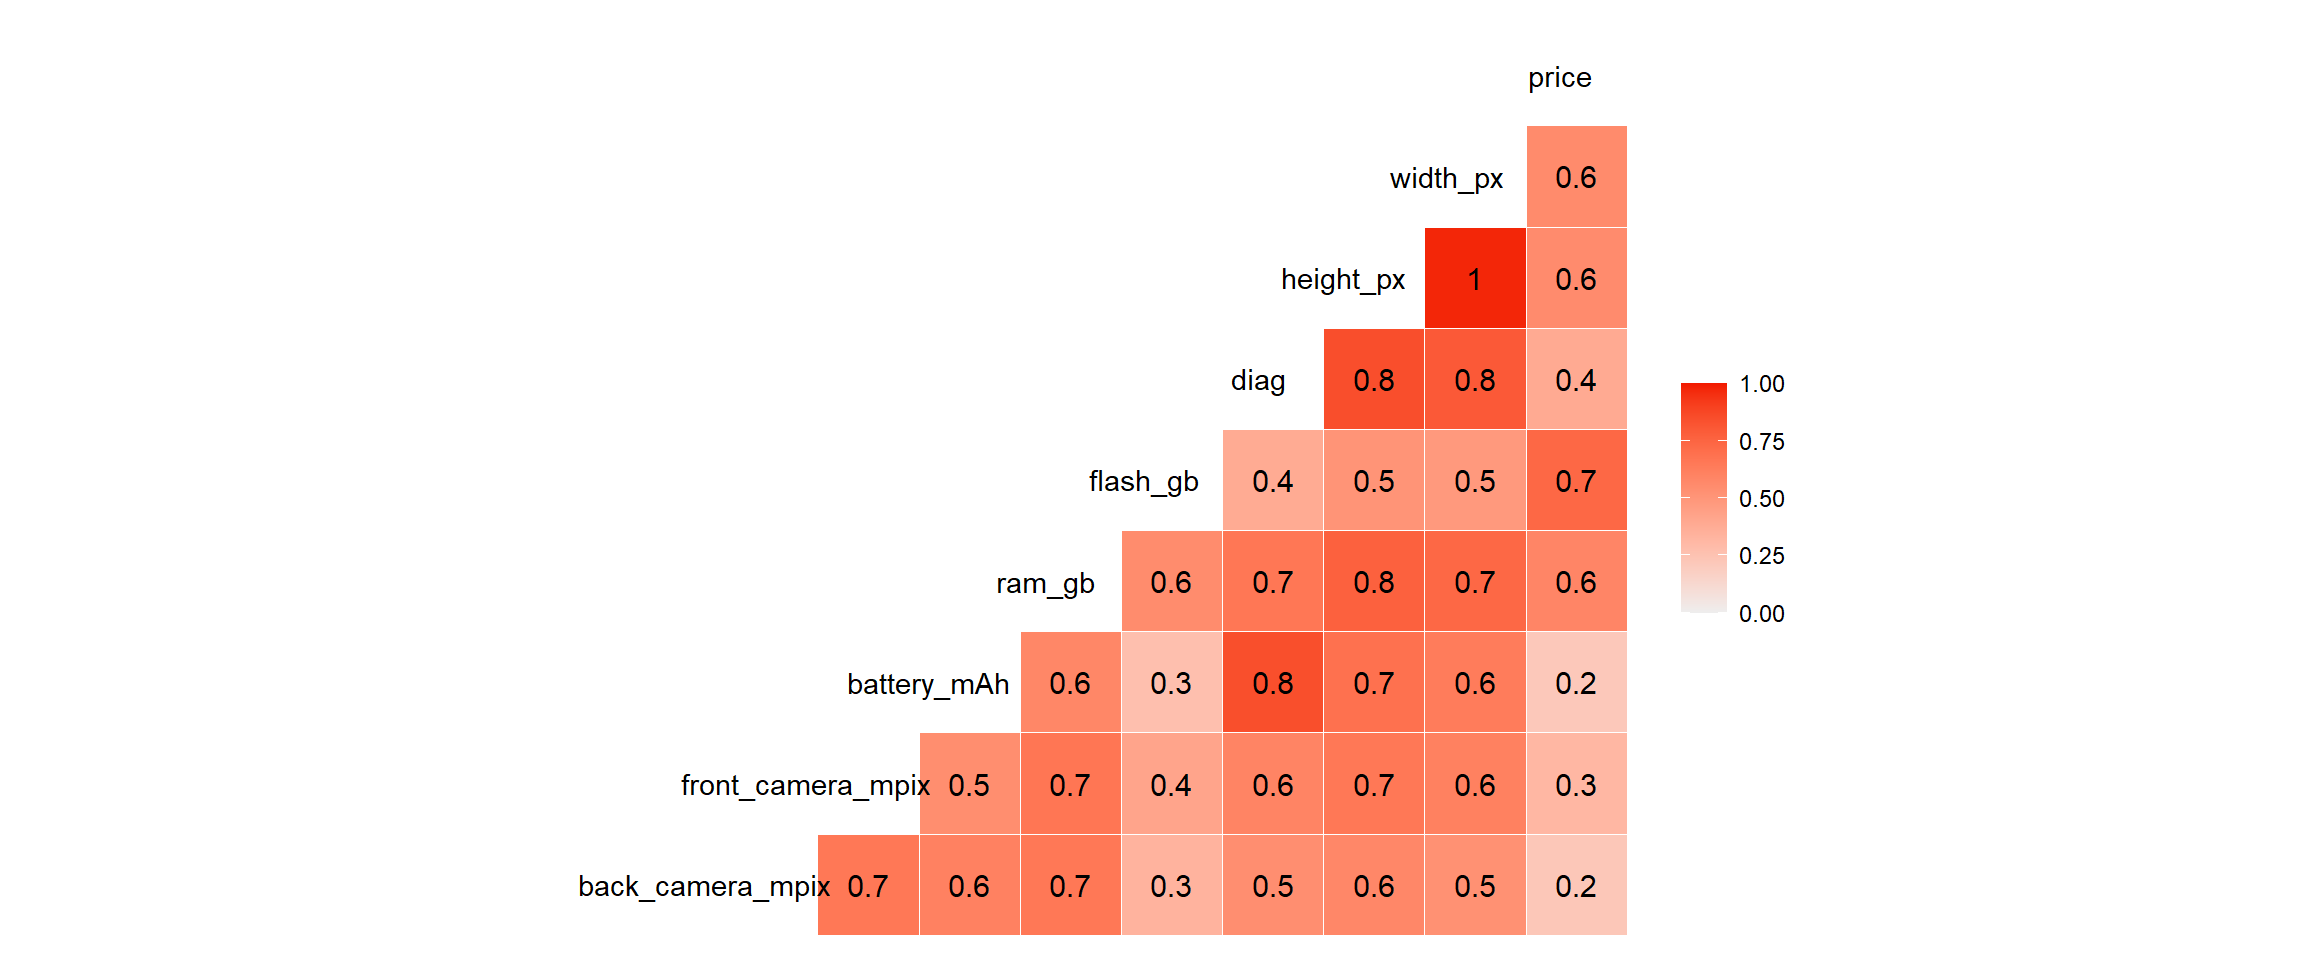 price
width_px 0.6
height_px 1 0.6
diag 0.8 0.8 0.4
flash_gb 0.4 0.5 0.5 0.7
ram_gb 0.6 0.7 0.8 0.7 0.6
battery_mAh 0.6 0.3 0.8 0.7 0.6 0.2
front_camera_mpix 0.5 0.7 0.4 0.6 0.7 0.6 0.3
back_camera_mpix 0.7 0.6 0.7 0.3 0.5 0.6 0.5 0.2
1.00
0.75
0.50
0.25
0.00